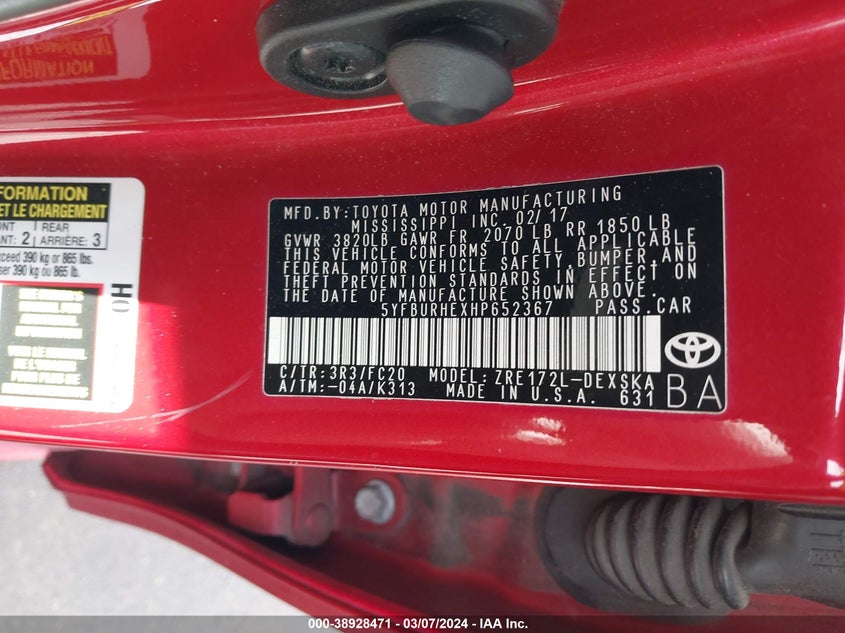 FORMATION
FORMATION
ET LE CHARGEMENT
REAR
2 ARRIÈRE: 3
390 kg or 865 lbs.
390 kg ou 865 lb.
MFD.BY:TOYOTA MOTOR MANUFACTURING
MISSISSIPPI INC 02/17
GVWR 3820LB GAWR FR 2070 LB RR 1850LB
THIS VEHICLE CONFORMS TO ALL APPLICABLE
FEDERAL MOTOR VEHICLE SAFETY,BUMPER,AND
THEFT PREVENTION STANDARDS IN EFFECT ON
THE DATE OF MANUFACTURE SHOWN ABOVE.
5YFBURHEXHP652367 PASS.CAR
C/TR:3R3/FC20 MODEL:ZRE172L-DEXSKA
A/TM:-04A/K313 MADE IN U.S.A. 631
BA
000-38928471 - 03/07/2024 - IAA Holdings, Inc.